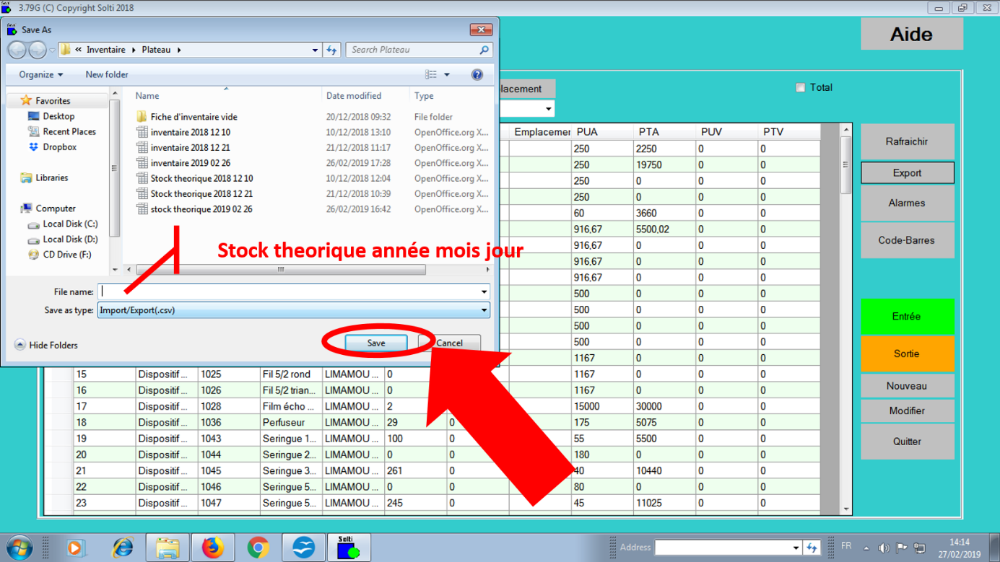 3.79G (C) Copyright Solti 2018
Save As
« Inventaire Plateau
Search Plateau
Organize New folder
Name Date modified Type
Favorites
Desktop
Recent Places
Dropbox
Libraries
Computer
Local Disk (C:)
Local Disk (D:)
CD Drive (F:)
Fiche d'inventaire vide 20/12/2018 09:32 File folder
inventaire 2018 12 10 10/12/2018 13:10 OpenOffice.org X...
inventaire 2018 12 21 21/12/2018 11:17 OpenOffice.org X...
inventaire 2019 02 26 26/02/2019 17:28 OpenOffice.org X...
Stock theorique 2018 12 10 10/12/2018 12:04 OpenOffice.org X...
Stock theorique 2018 12 21 21/12/2018 10:39 OpenOffice.org X...
stock theorique 2019 02 26 26/02/2019 16:42 OpenOffice.org X...
Stock theorique année mois jour
File name:
Save as type: Import/Export(.csv)
Hide Folders
Save
Cancel
Aide
lacement
Total
Emplacemer PUA PTA PUV PTV
250 2250 0 0
250 19750 0 0
250 0 0 0
250 0 0 0
60 3660 0 0
916,67 5500,02 0 0
916,67 0 0 0
916,67 0 0 0
916,67 0 0 0
500 0 0 0
500 0 0 0
500 0 0 0
500 0 0 0
1167 0 0 0
15 Dispositif ... 1025 Fil 5/2 rond LIMAMOU ... 0 1167 0 0 0
16 Dispositif ... 1026 Fil 5/2 trian... LIMAMOU ... 0 1167 0 0 0
17 Dispositif ... 1028 Film écho ... LIMAMOU ... 2 15000 30000 0 0
18 Dispositif ... 1036 Perfuseur LIMAMOU ... 29 0 175 5075 0 0
19 Dispositif ... 1043 Seringue 1... LIMAMOU ... 100 0 55 5500 0 0
20 Dispositif ... 1044 Seringue 2... LIMAMOU ... 0 0 180 0 0 0
21 Dispositif ... 1045 Seringue 3... LIMAMOU ... 261 0 40 10440 0 0
22 Dispositif ... 1046 Seringue 5... LIMAMOU ... 0 0 80 0 0 0
23 Dispositif ... 1047 Seringue 5... LIMAMOU ... 245 0 45 11025 0 0
Rafraichir
Export
Alarmes
Code-Barres
Entrée
Sortie
Nouveau
Modifier
Quitter
Solti
Address
FR
14:14
27/02/2019